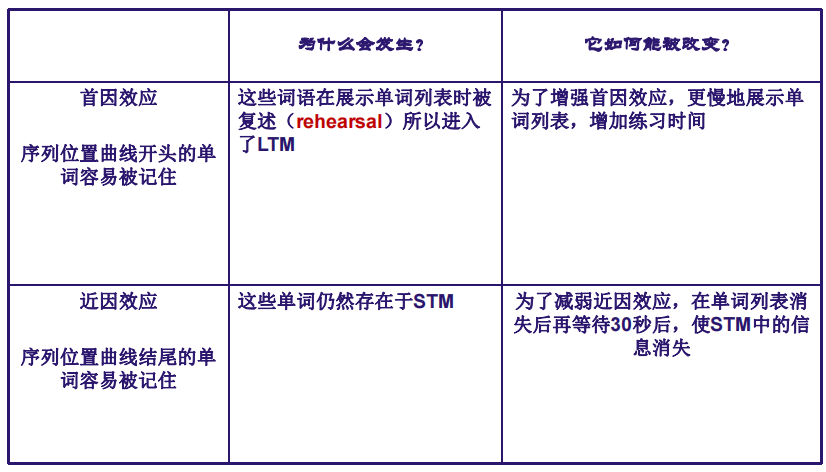 为什么会发生？
它如何能被改变？
首因效应
序列位置曲线开头的单
词容易被记住
这些词语在展示单词列表时被
复述（rehearsal）所以进入
了LTM
为了增强首因效应，更慢地展示单
词列表，增加练习时间
近因效应
序列位置曲线结尾的单
词容易被记住
这些单词仍然存在于STM
为了减弱近因效应，在单词列表消
失后再等待30秒后，使STM中的信
息消失